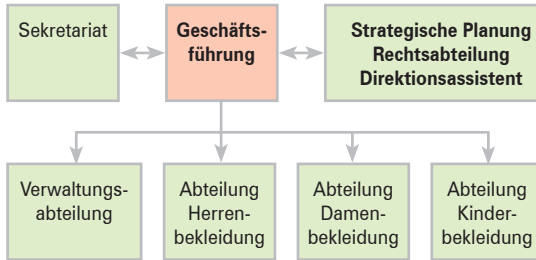 Sekretariat
Geschäfts-
führung
Strategische Planung
Rechtsabteilung
Direktionsassistent
Verwaltungs-
abteilung
Abteilung
Herren-
bekleidung
Abteilung
Damen-
bekleidung
Abteilung
Kinder-
bekleidung